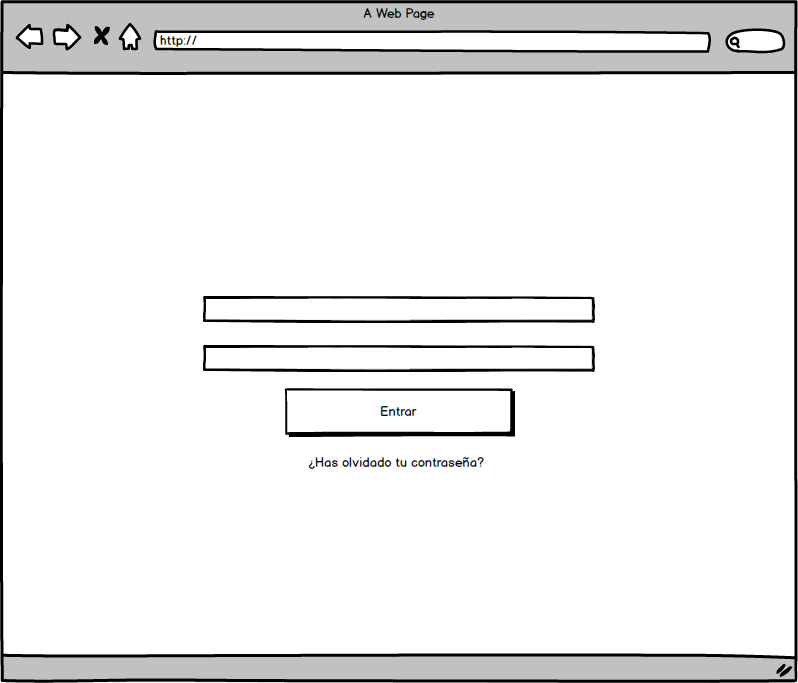 A Web Page
http://
Entrar
¿Has olvidado tu contraseña?